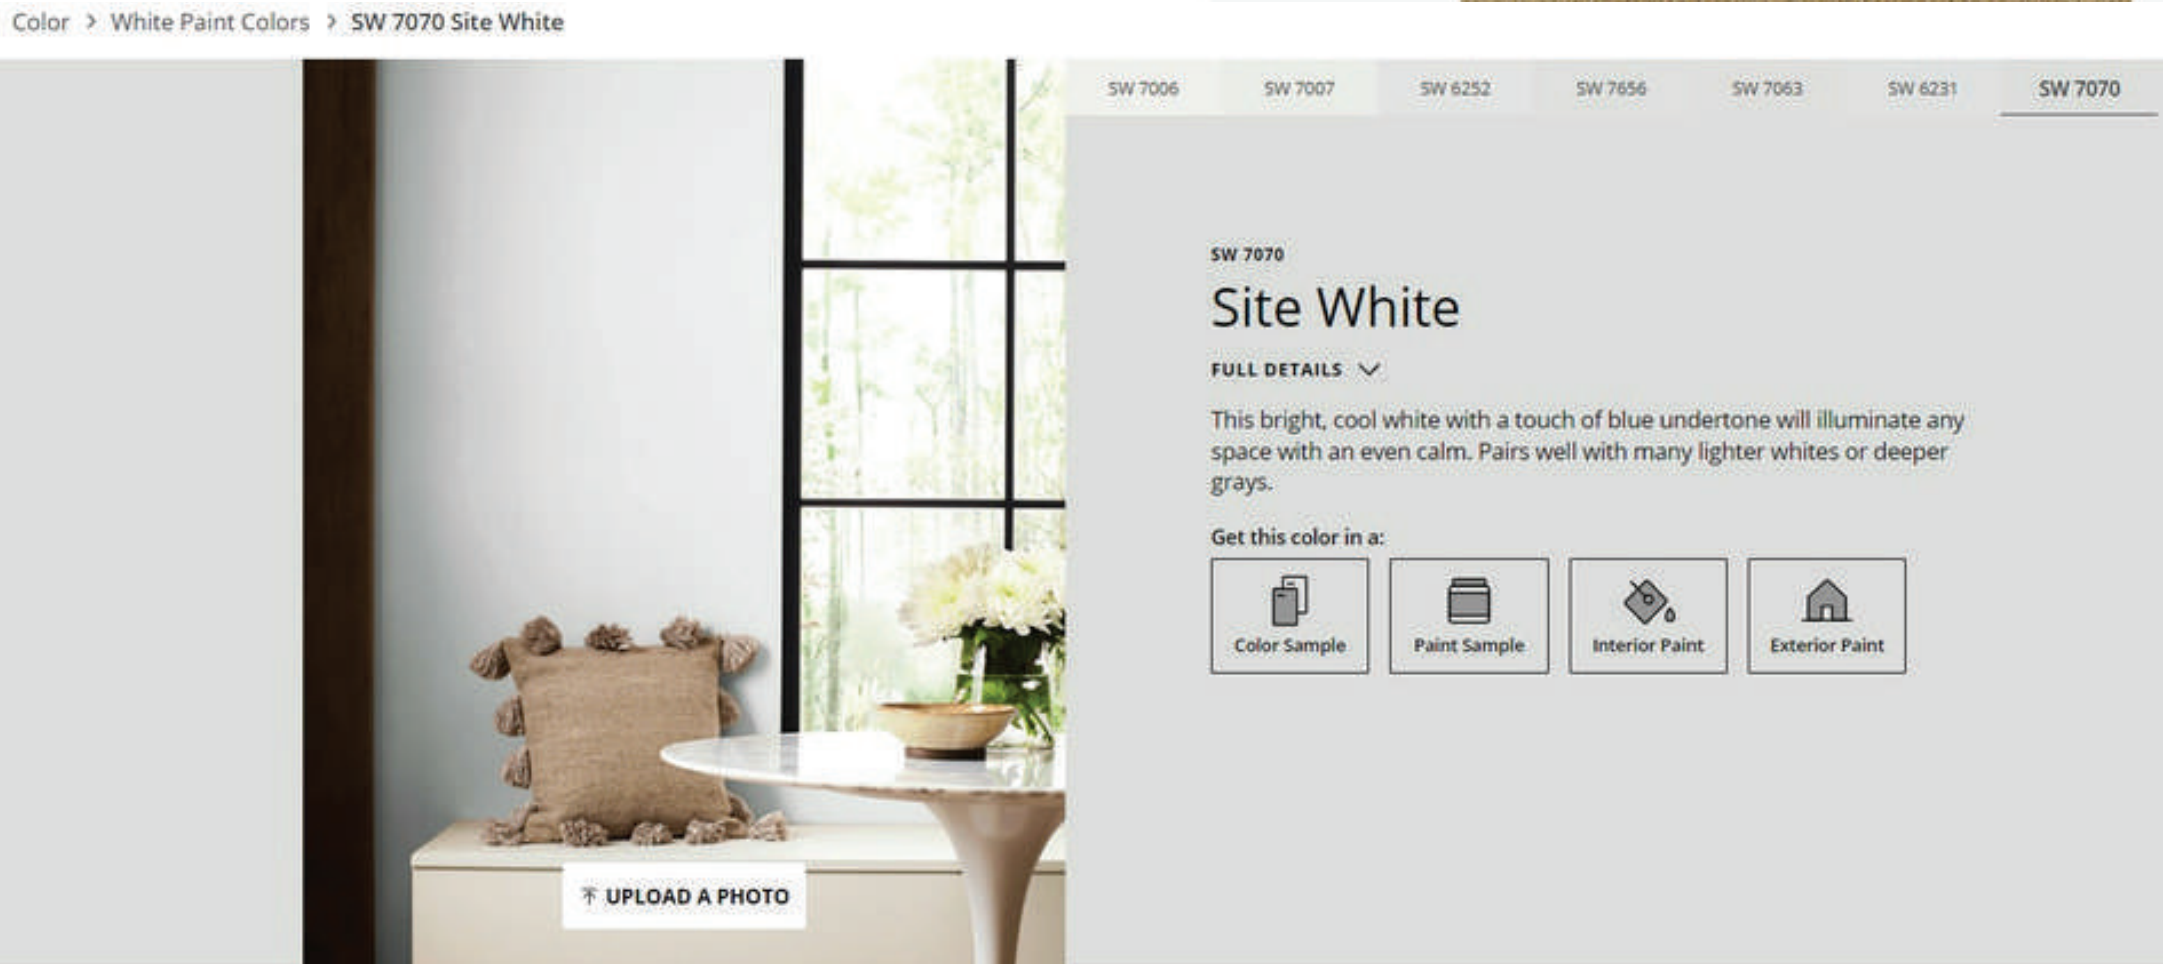 Color > White Paint Colors > SW 7070 Site White
SW 7006 SW 7007 SW 6252 SW 7656 SW 7063 SW 6231 SW 7070
SW 7070
Site White
FULL DETAILS
This bright, cool white with a touch of blue undertone will illuminate any
space with an even calm. Pairs well with many lighter whites or deeper
grays.
Get this color in a:
Color Sample Paint Sample Interior Paint Exterior Paint
UPLOAD A PHOTO